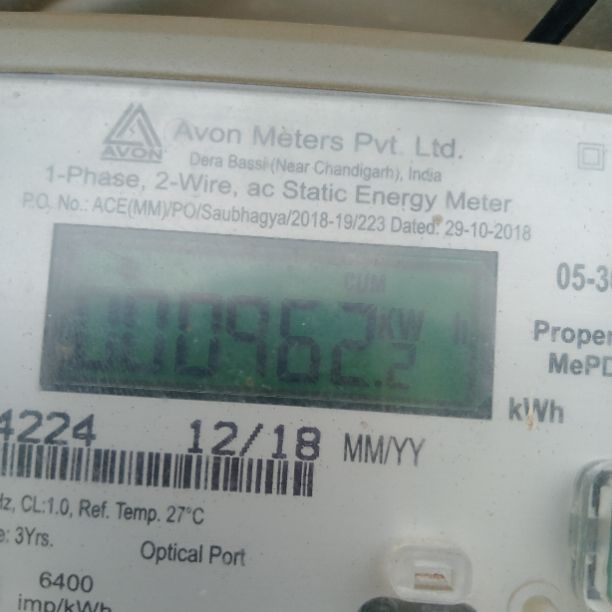 AVON
Avon Meters Pvt. Ltd.
Dera Bassi (Near Chandigarh), India
1-Phase, 2-Wire, ac Static Energy Meter
P.O. No.: ACE(MM)/PO/Saubhagya/2018-19/223 Dated: 29-10-2018
CUM
000962.2 KW h
05-3
Proper
MePD
kWh
4224 12/18 MM/YY
Hz, CL:1.0, Ref. Temp. 27°C
e: 3Yrs.
Optical Port
6400
imp/kWh